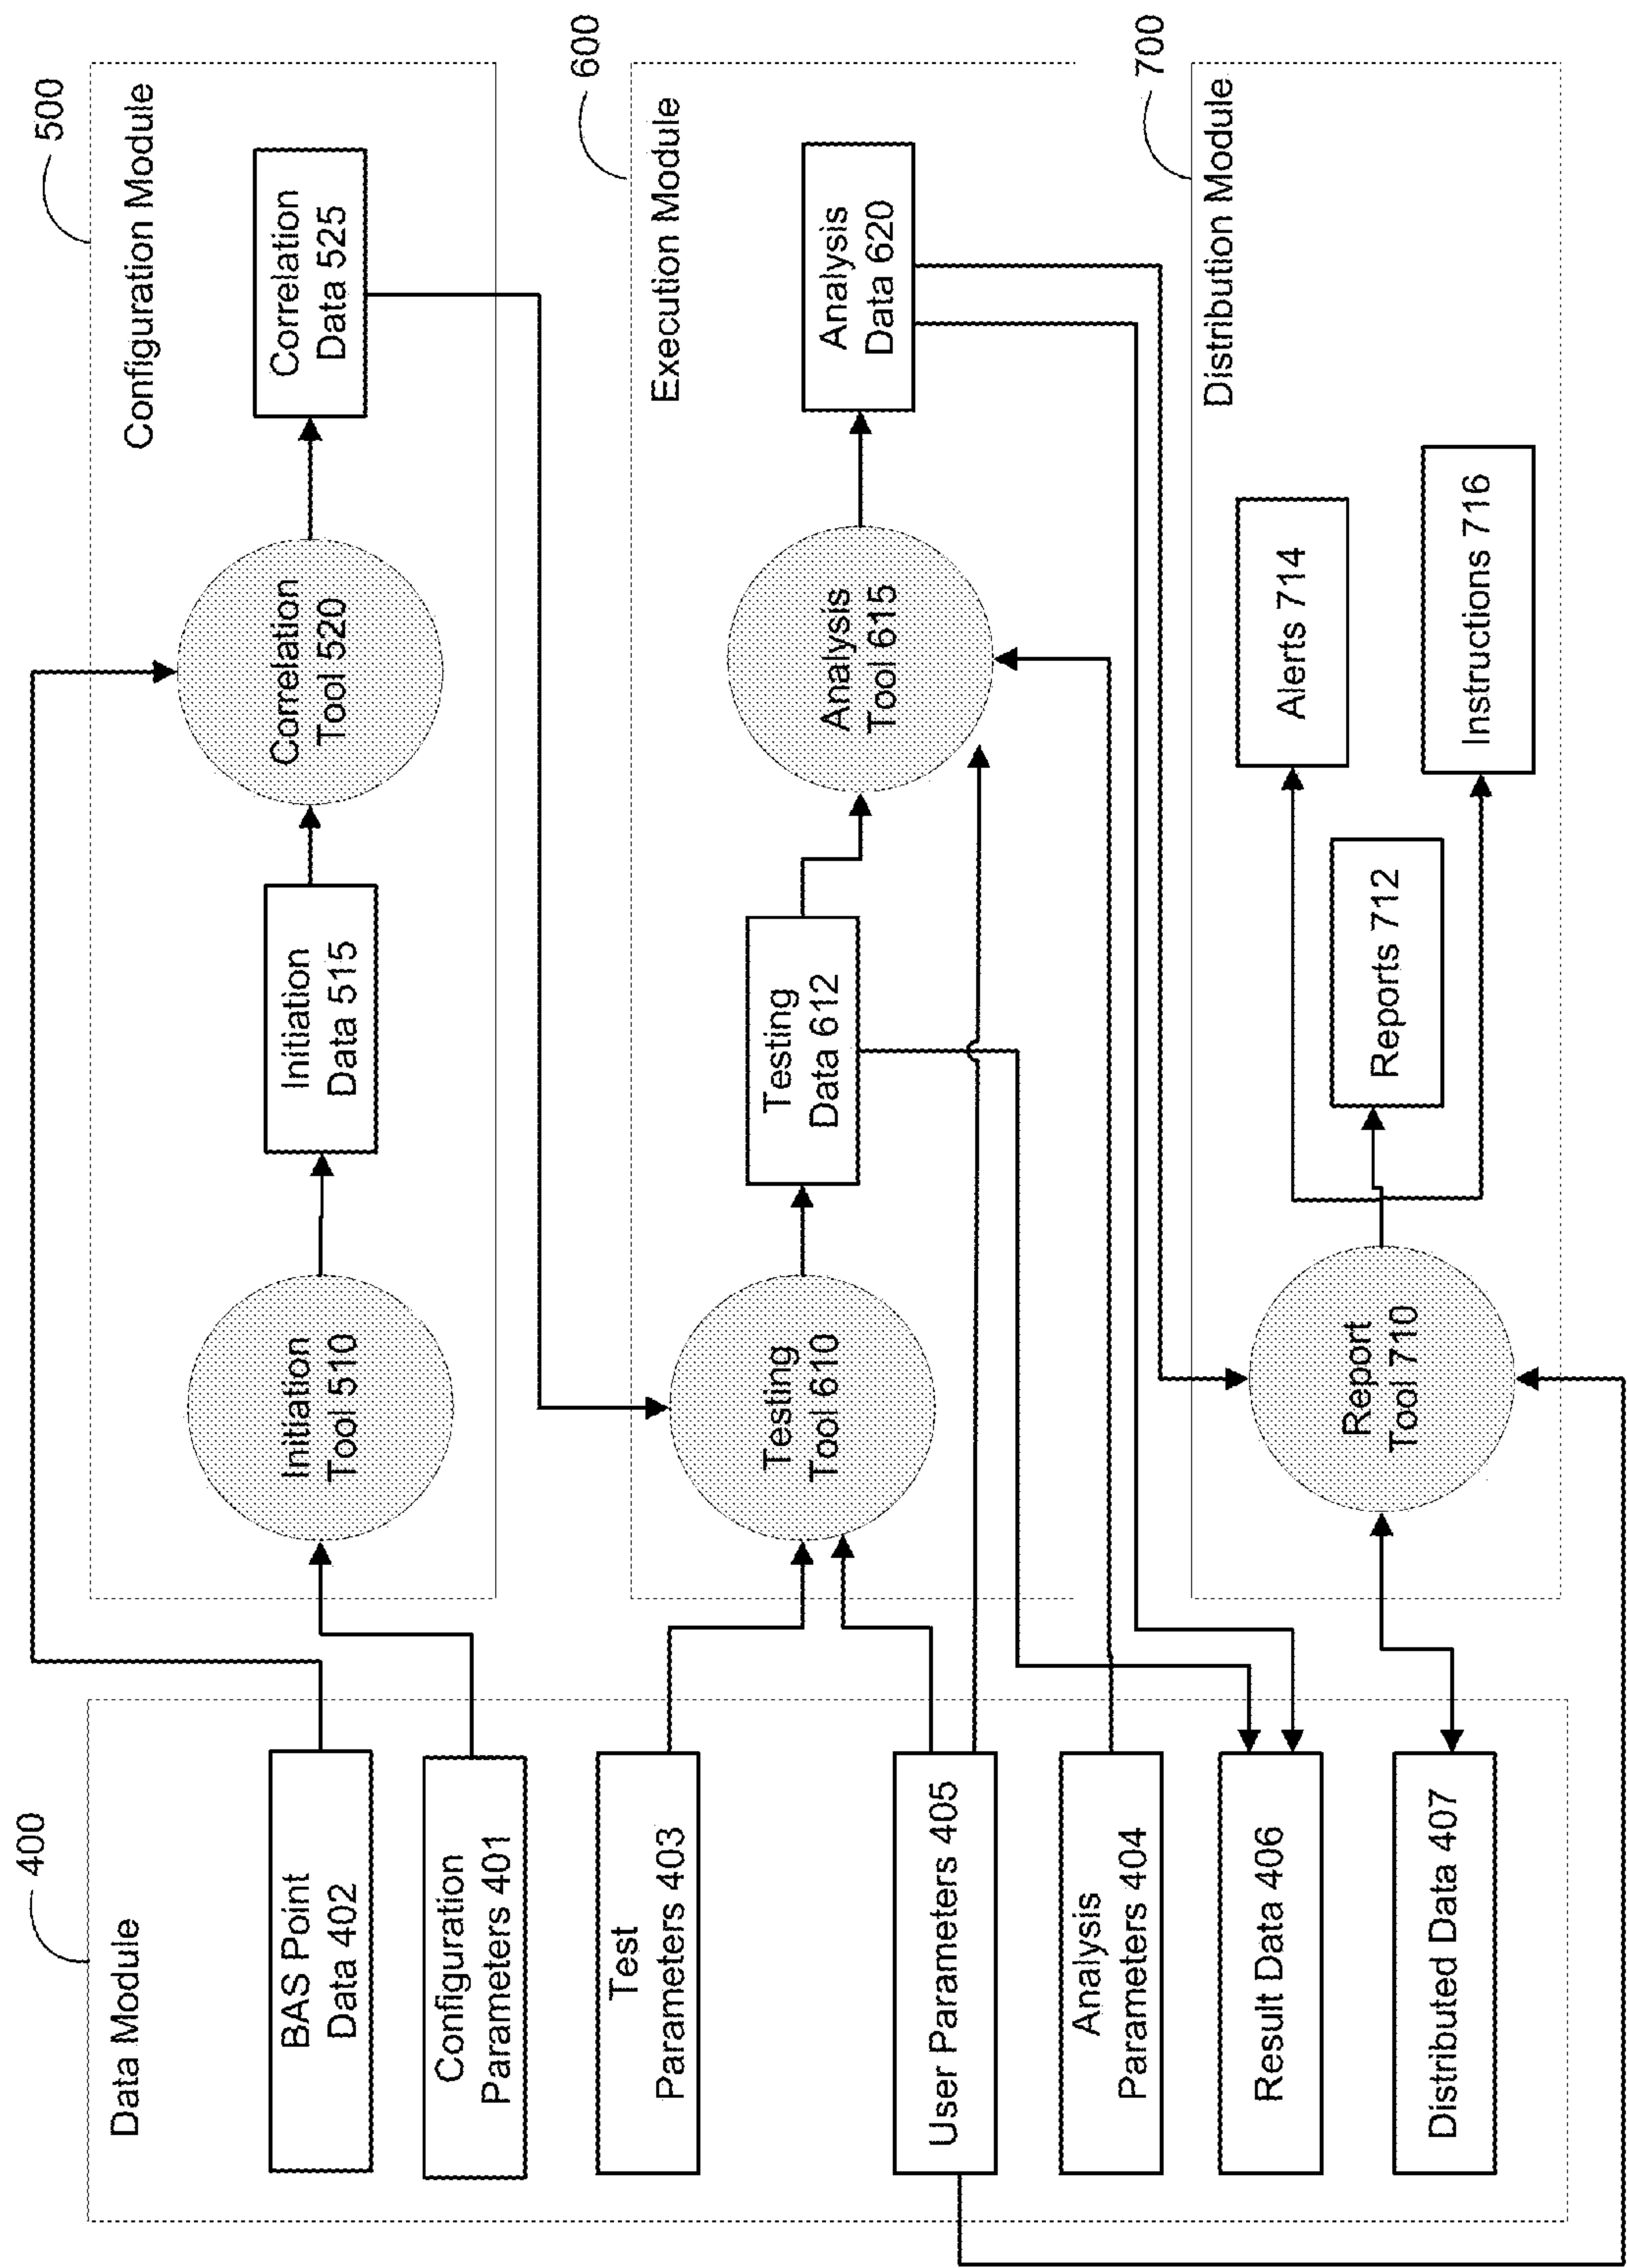 400
Data Module
BAS Point
Data 402
Configuration
Parameters 401
Test
Parameters 403
User Parameters 405
Analysis
Parameters 404
Result Data 406
Distributed Data 407
500
Configuration Module
Initiation
Tool 510
Initiation
Data 515
Correlation
Tool 520
Correlation
Data 525
600
Execution Module
Testing
Tool 610
Testing
Data 612
Analysis
Tool 615
Analysis
Data 620
700
Distribution Module
Report
Tool 710
Reports 712
Alerts 714
Instructions 716